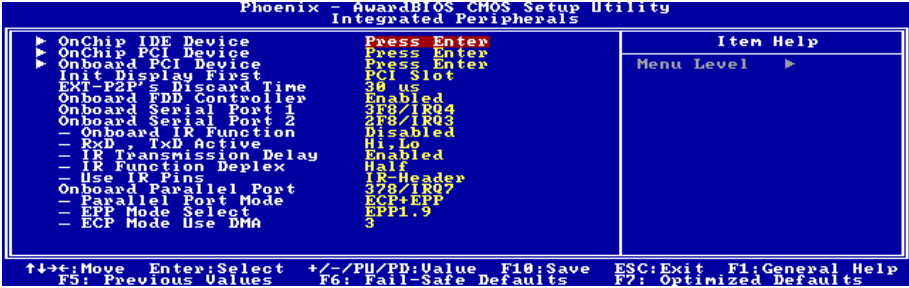 Phoenix - AwardBIOS CMOS Setup Utility
Integrated Peripherals
► OnChip IDE Device Press Enter Item Help
► OnChip PCI Device Press Enter
► Onboard PCI Device Press Enter Menu Level ►
Init Display First PCI Slot
EXT-P2P's Discard Time 30 us
Onboard FDD Controller Enabled
Onboard Serial Port 1 3F8/IRQ4
Onboard Serial Port 2 2F8/IRQ3
– Onboard IR Function Disabled
– RxD , TxD Active Hi,Lo
– IR Transmission Delay Enabled
– IR Function Deplex Half
– Use IR Pins IR-Header
Onboard Parallel Port 378/IRQ7
– Parallel Port Mode ECP+EPP
– EPP Mode Select EPP1.9
– ECP Mode Use DMA 3
↑↓→←:Move Enter:Select +/-/PU/PD:Value F10:Save ESC:Exit F1:General Help
F5: Previous Values F6: Fail-Safe Defaults F7: Optimized Defaults